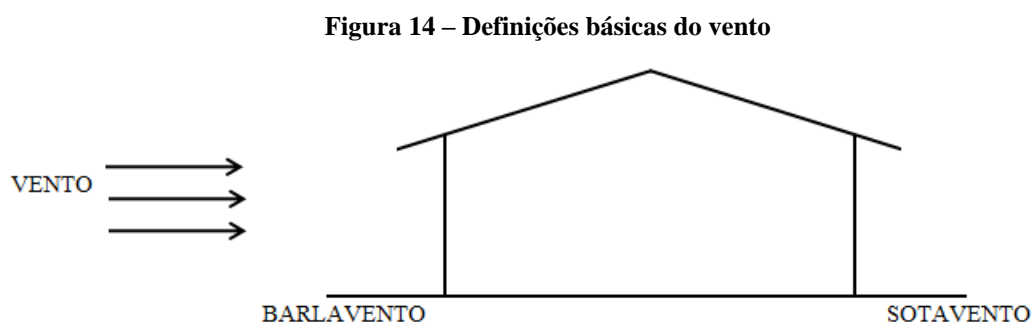 Figura 14 – Definições básicas do vento
VENTO
BARLAVENTO
SOTAVENTO